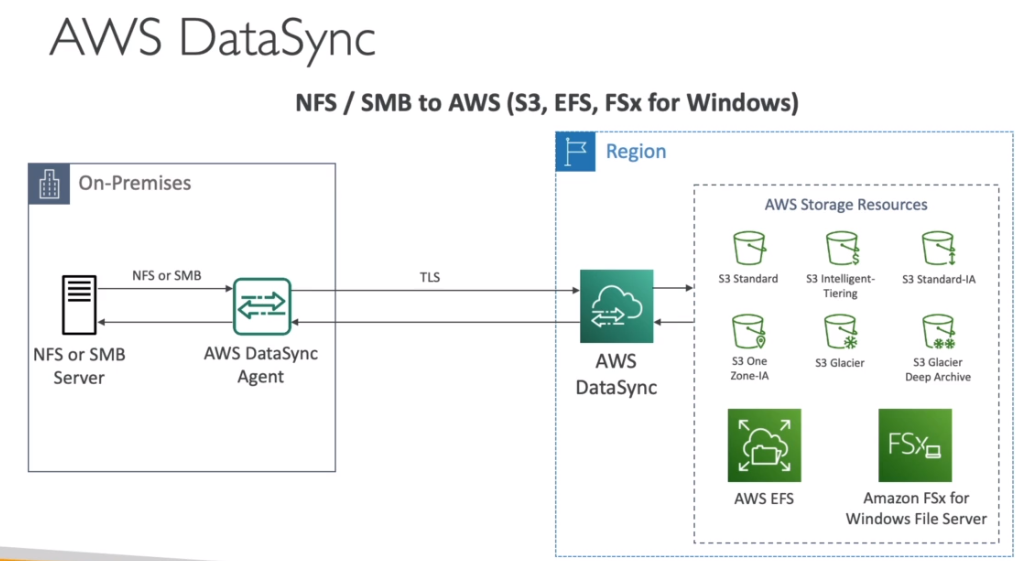 AWS DataSync
NFS / SMB to AWS (S3, EFS, FSx for Windows)
On-Premises
NFS or SMB
NFS or SMB
Server
AWS DataSync
Agent
TLS
Region
AWS
DataSync
AWS Storage Resources
S3 Standard
S3 Intelligent-
Tiering
S3 Standard-IA
S3 One
Zone-IA
S3 Glacier
S3 Glacier
Deep Archive
AWS EFS
FSx
Amazon FSx for
Windows File Server